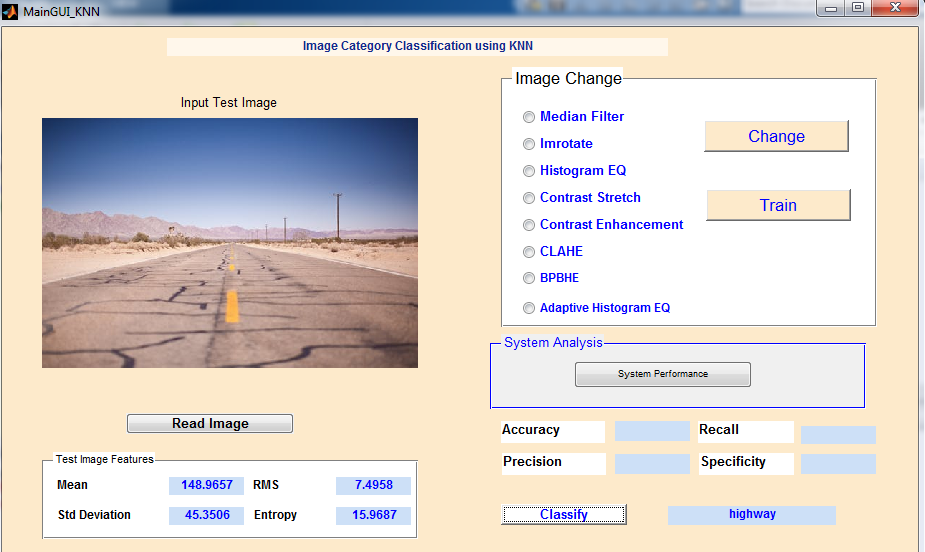 MainGUI_KNN
Image Category Classification using KNN
Input Test Image
Read Image
Test Image Features
Mean 148.9657 RMS 7.4958
Std Deviation 45.3506 Entropy 15.9687
Image Change
Median Filter
Imrotate
Histogram EQ
Contrast Stretch
Contrast Enhancement
CLAHE
BPBHE
Adaptive Histogram EQ
Change
Train
System Analysis
System Performance
Accuracy Recall
Precision Specificity
Classify highway